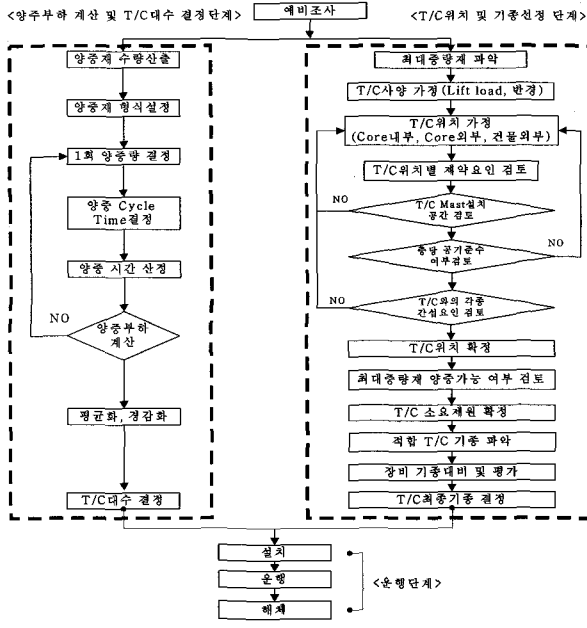 <양주부하 계산 및 T/C대수 결정단계>
예비조사
<T/C위치 및 기종선정 단계>
양중재 수량산출
양중재 형식설정
1회 양중량 결정
양중 Cycle
Time결정
양중 시간 산정
NO
양중부하
계산
평균화, 정감화
T/C대수 결정
최대중량재 파악
T/C사양 가정(Lift load, 반경)
T/C위치 가정
(Core내부, Core외부, 건물외부)
T/C위치별 제약요인 검토
NO
T/C Mast설치
공간 검토
NO
층당 공기준수
여부검토
NO
T/C와의 각종
간섭요인 검토
T/C위치 확정
최대중량재 양중가능 여부 검토
T/C 소요재원 확정
적합 T/C 기종 파악
장비 기종대비 및 평가
T/C최종기종 결정
설치
운행
해체
<운행단계>